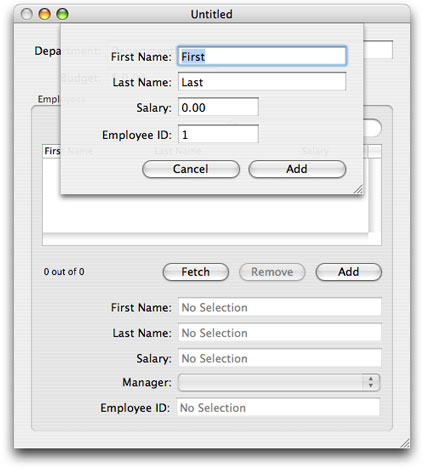 Untitled
First Name: First
Department:
Last Name: Last
Budget:
Salary: 0.00
Employees
Employee ID: 1
First Name Last Name Salary
Cancel Add
0 out of 0 Fetch Remove Add
First Name: No Selection
Last Name: No Selection
Salary: No Selection
Manager:
Employee ID: No Selection